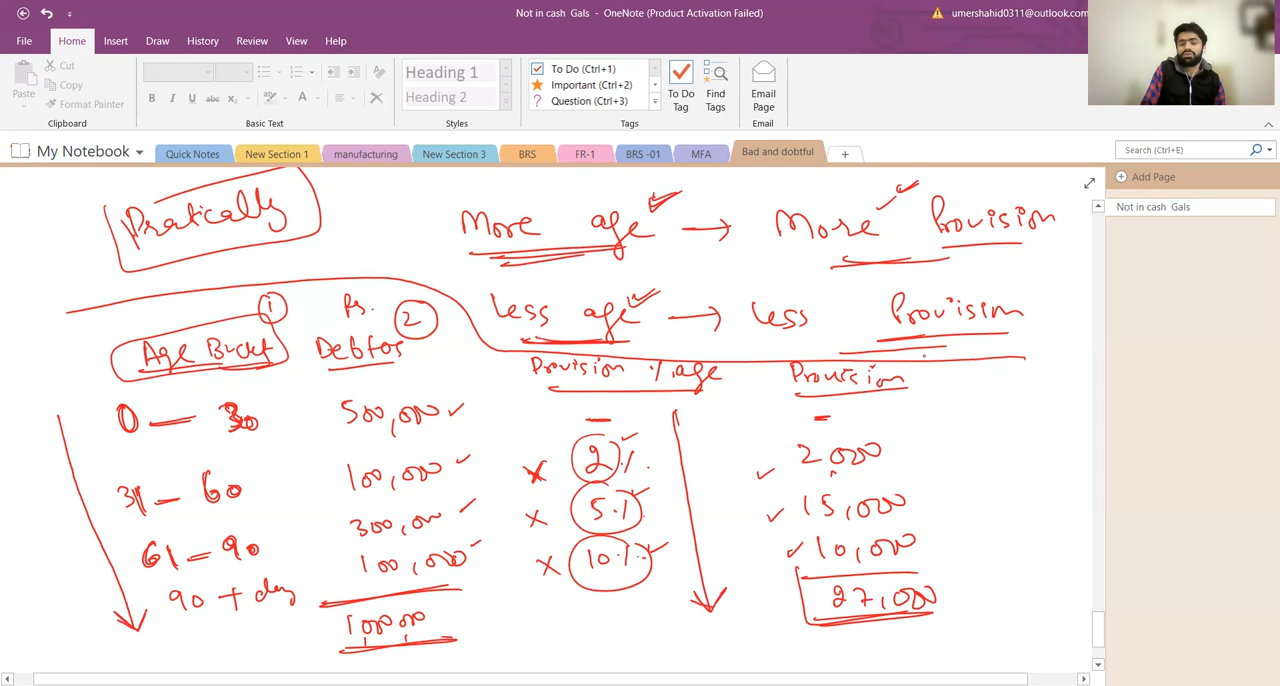 Not in cash Gals - OneNote (Product Activation Failed)
umershahid0311@outlook.com
File Home Insert Draw History Review View Help
Cut
Copy
Format Painter
Paste
Clipboard
B I U abc X₂ A
Basic Text
Heading 1
Heading 2
Styles
To Do (Ctrl+1)
Important (Ctrl+2)
Question (Ctrl+3)
To Do Tag
Find Tags
Tags
Email Page
Email
My Notebook Quick Notes New Section 1 manufacturing New Section 3 BRS FR-1 BRS -01 MFA Bad and dobtful +
Search (Ctrl+E)
Add Page
Not in cash Gals
Pratically
More age → More Provision
less age → less Provision
1 Rs. 2
Age Bucket Debtos Provision %age Provision
0 — 30 500,000 — —
31 — 60 100,000 × 2% 2000
61 — 90 300,000 × 5% 15,000
90 + day 100,000 × 10% 10,000
1000000 27,000